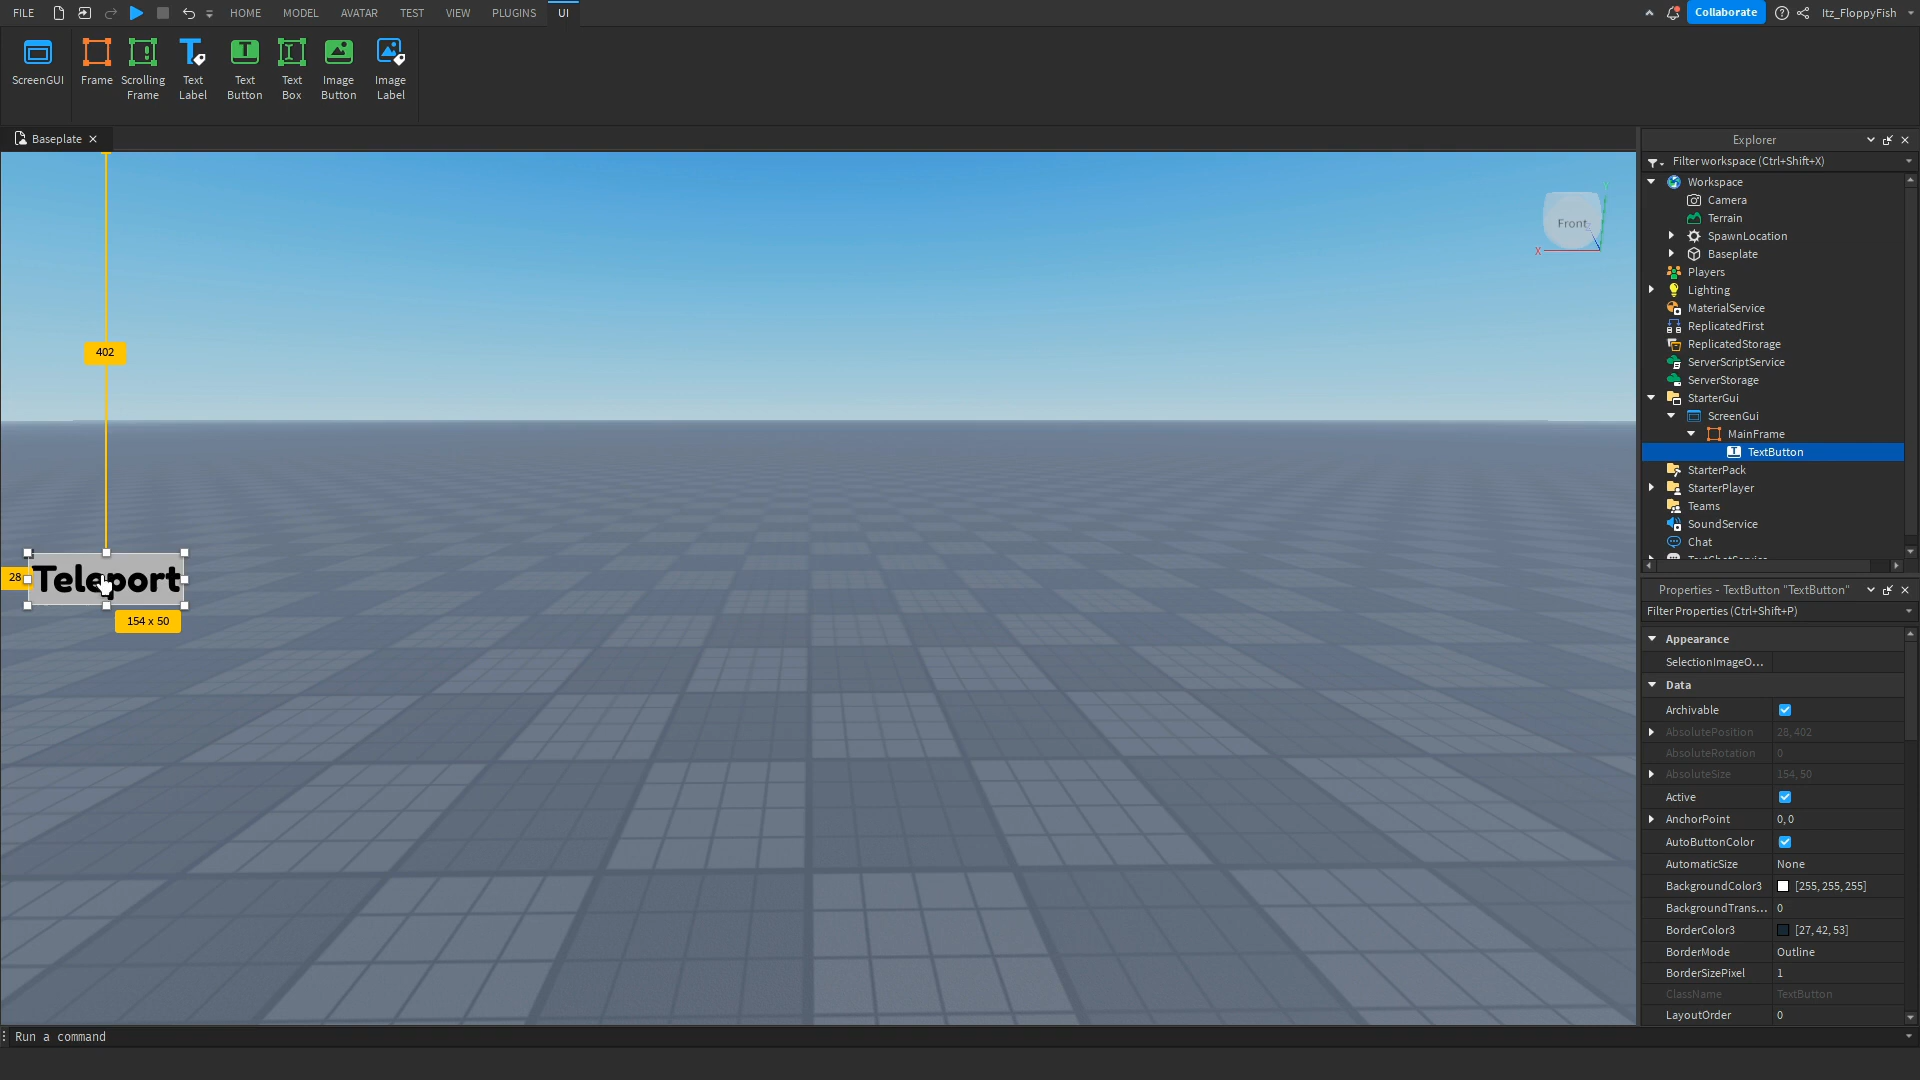 FILE HOME MODEL AVATAR TEST VIEW PLUGINS UI Collaborate Itz_FloppyFish
ScreenGUI
Frame
Scrolling
Frame
Text
Label
Text
Button
Text
Box
Image
Button
Image
Label
Baseplate
402
Front
X
Teleport
28
154 x 50
Explorer
Filter workspace (Ctrl+Shift+X)
Workspace
Camera
Terrain
SpawnLocation
Baseplate
Players
Lighting
MaterialService
ReplicatedFirst
ReplicatedStorage
ServerScriptService
ServerStorage
StarterGui
ScreenGui
MainFrame
TextButton
StarterPack
StarterPlayer
Teams
SoundService
Chat
Properties - TextButton "TextButton"
Filter Properties (Ctrl+Shift+P)
Appearance
SelectionImageO...
Data
Archivable
AbsolutePosition 28, 402
AbsoluteRotation 0
AbsoluteSize 154, 50
Active
AnchorPoint 0, 0
AutoButtonColor
AutomaticSize None
BackgroundColor3 [255, 255, 255]
BackgroundTrans... 0
BorderColor3 [27, 42, 53]
BorderMode Outline
BorderSizePixel 1
ClassName TextButton
LayoutOrder 0
Run a command